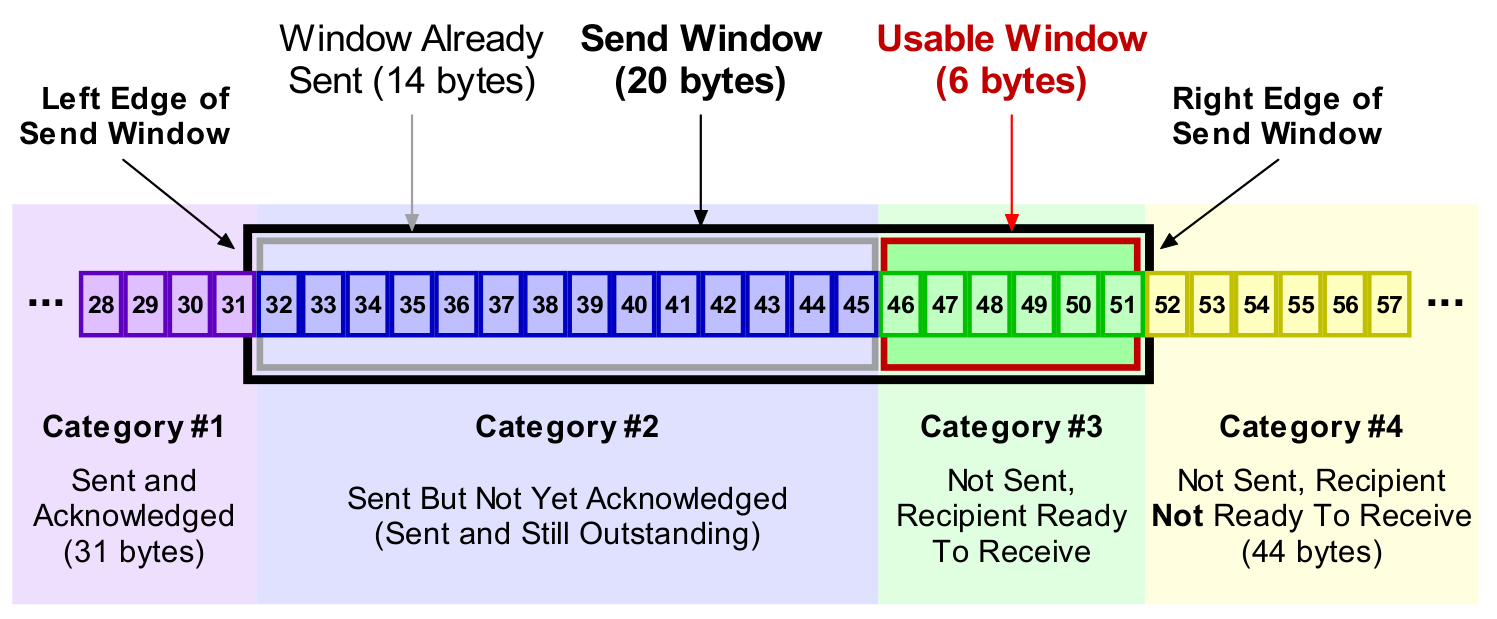 Window Already
Sent (14 bytes)
Send Window
(20 bytes)
Usable Window
(6 bytes)
Left Edge of
Send Window
Right Edge of
Send Window
... 28 29 30 31 32 33 34 35 36 37 38 39 40 41 42 43 44 45 46 47 48 49 50 51 52 53 54 55 56 57 ...
Category #1
Sent and
Acknowledged
(31 bytes)
Category #2
Sent But Not Yet Acknowledged
(Sent and Still Outstanding)
Category #3
Not Sent,
Recipient Ready
To Receive
Category #4
Not Sent, Recipient
Not Ready To Receive
(44 bytes)